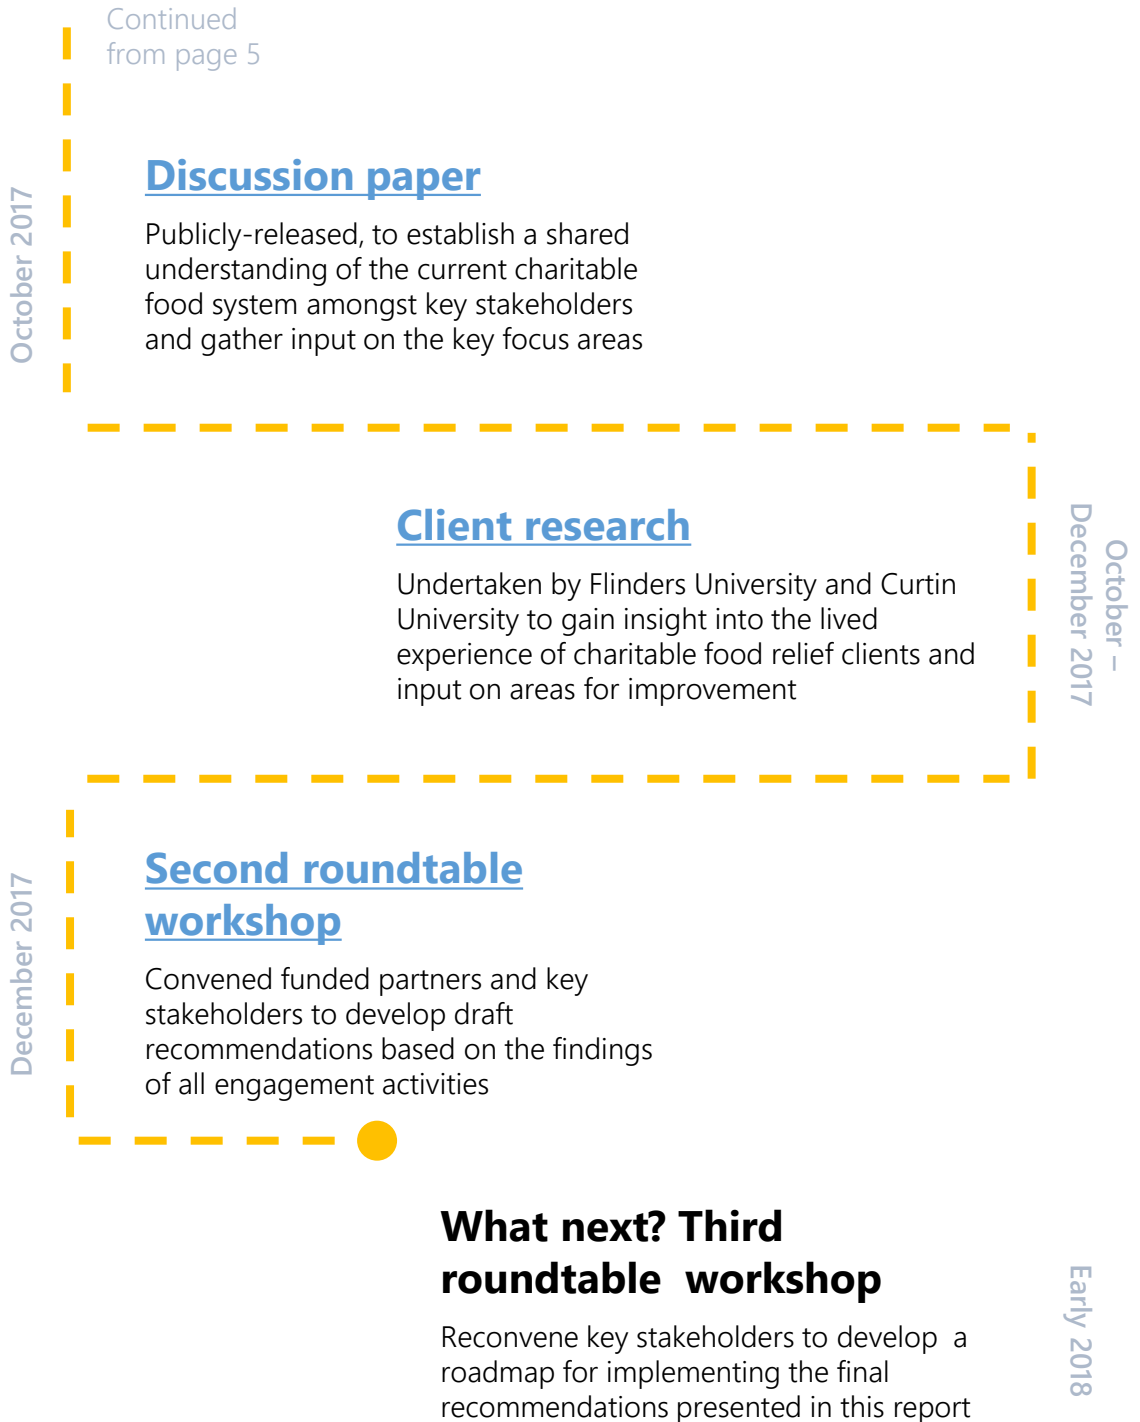 Continued
from page 5
October 2017
Discussion paper
Publicly-released, to establish a shared
understanding of the current charitable
food system amongst key stakeholders
and gather input on the key focus areas
Client research
Undertaken by Flinders University and Curtin
University to gain insight into the lived
experience of charitable food relief clients and
input on areas for improvement
October –
December 2017
December 2017
Second roundtable
workshop
Convened funded partners and key
stakeholders to develop draft
recommendations based on the findings
of all engagement activities
What next? Third
roundtable  workshop
Reconvene key stakeholders to develop  a
roadmap for implementing the final
recommendations presented in this report
Early 2018